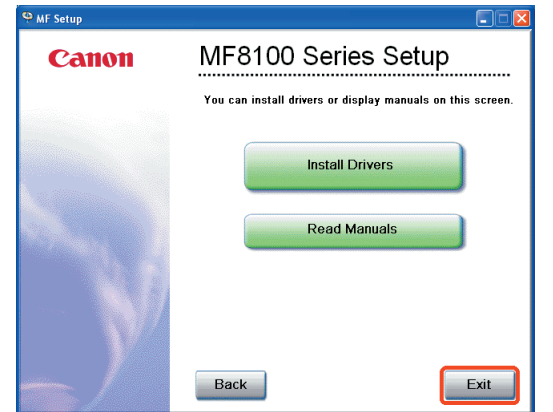 MF Setup
Canon
MF8100 Series Setup
You can install drivers or display manuals on this screen.
Install Drivers
Read Manuals
Back
Exit